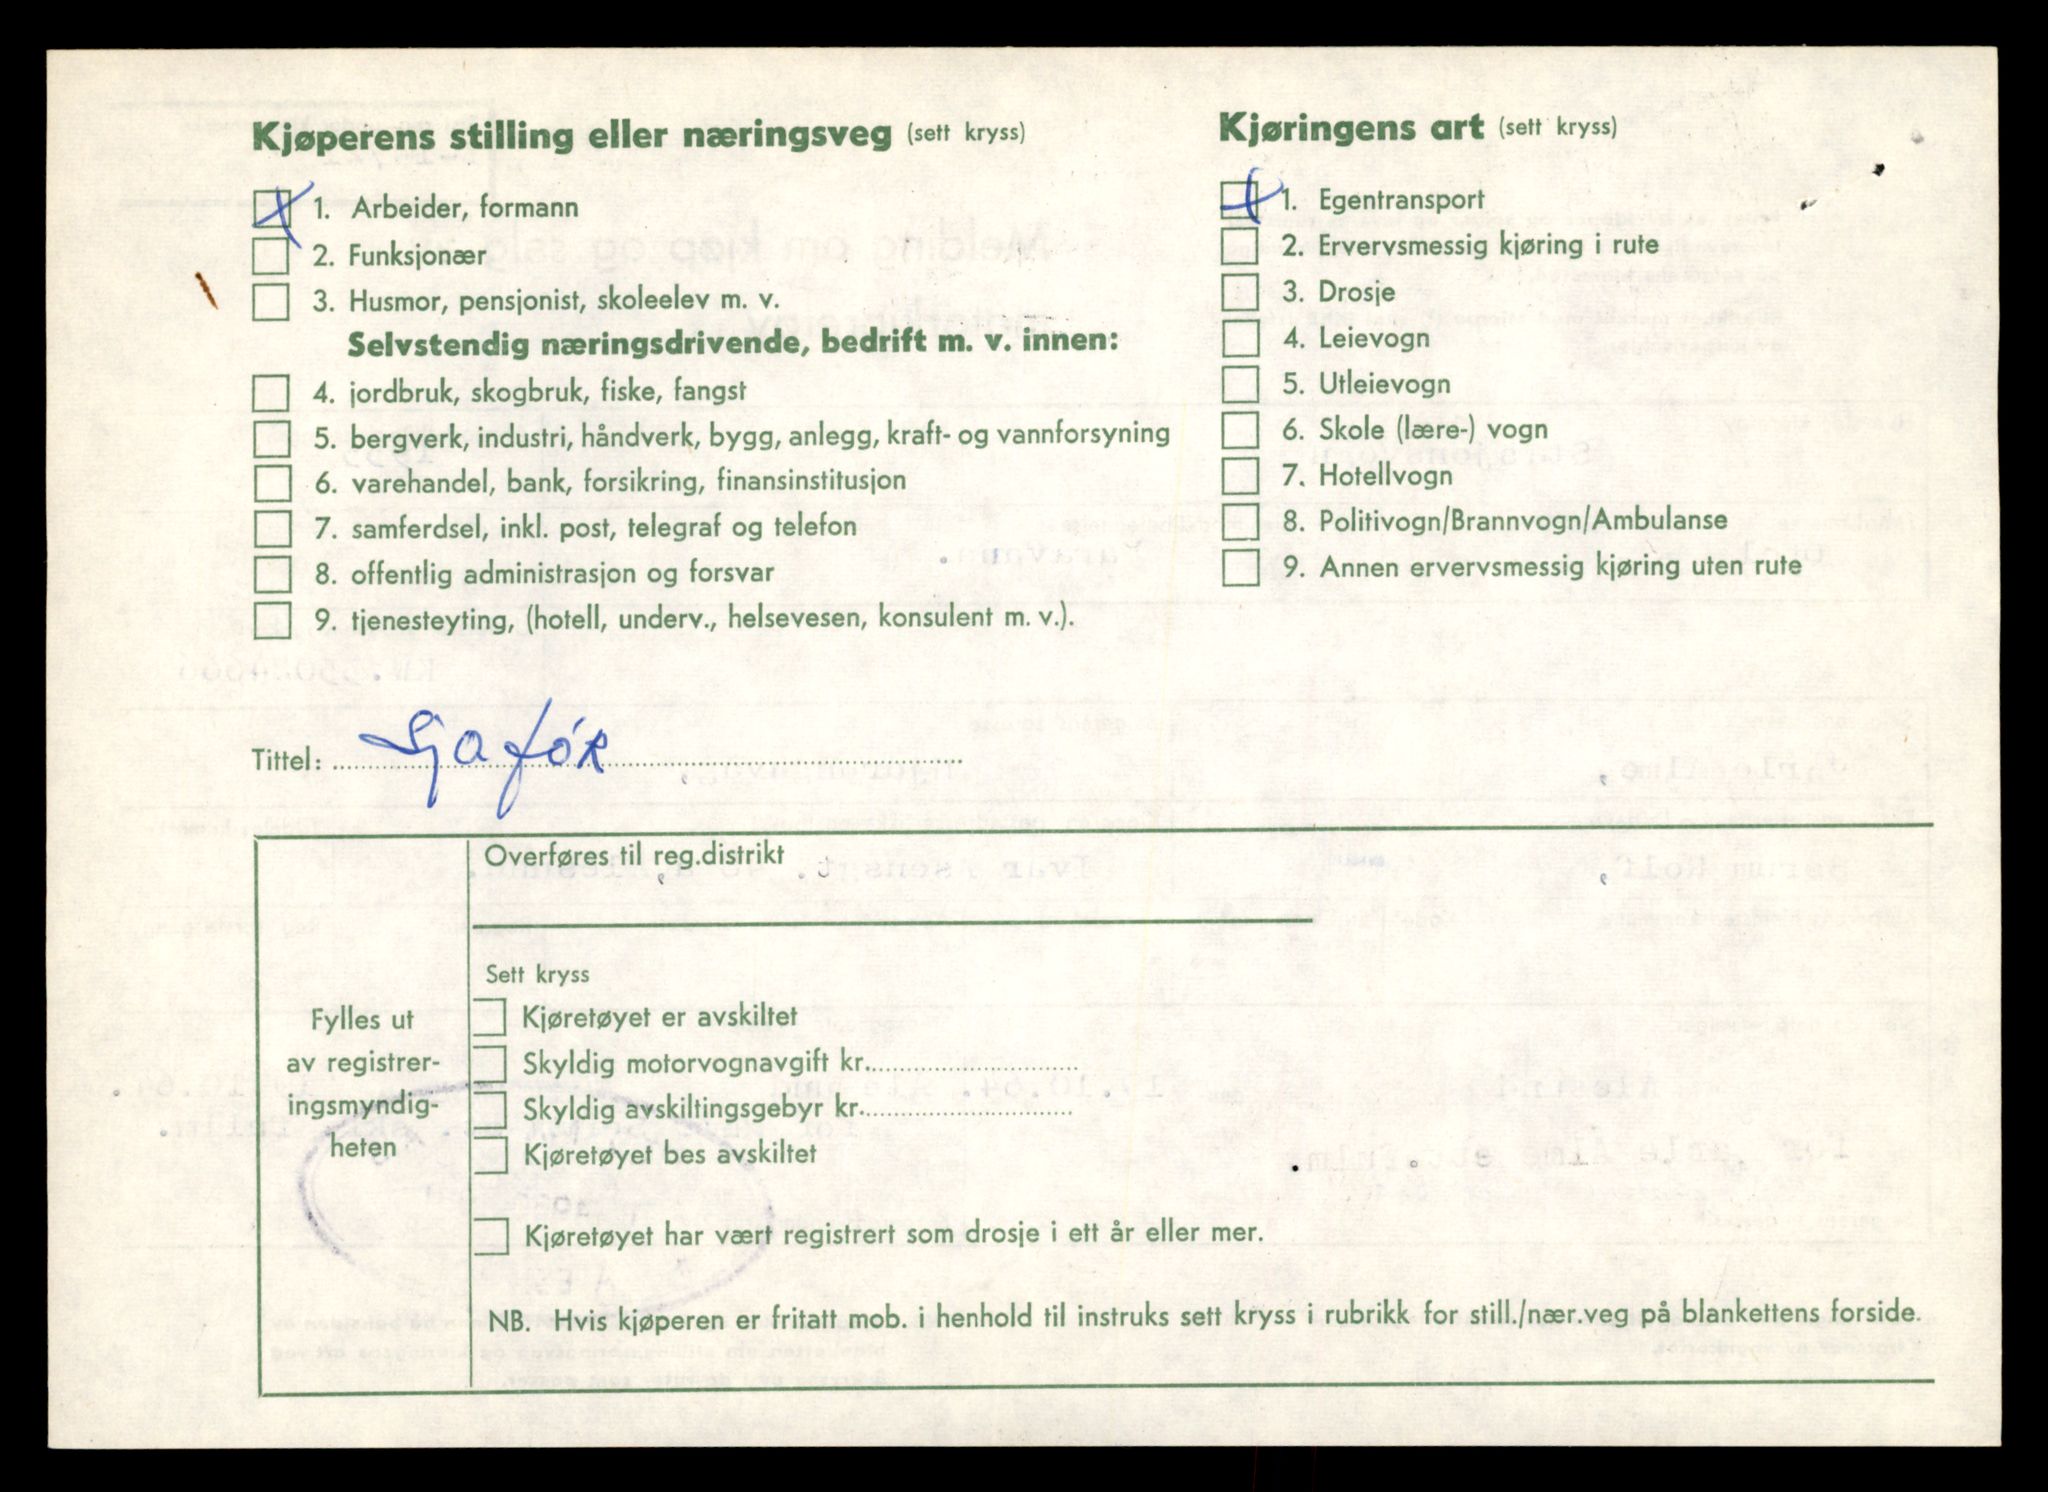 Kjøperens stilling eller næringsveg (sett kryss)
1. Arbeider, formann
2. Funksjonær
3. Husmor, pensjonist, skoleelev m. v.
Selvstendig næringsdrivende, bedrift m. v. innen:
4. jordbruk, skogbruk, fiske, fangst
5. bergverk, industri, håndverk, bygg, anlegg, kraft- og vannforsyning
6. varehandel, bank, forsikring, finansinstitusjon
7. samferdsel, inkl. post, telegraf og telefon
8. offentlig administrasjon og forsvar
9. tjenesteyting, (hotell, underv., helsevesen, konsulent m. v.).
Kjøringens art (sett kryss)
1. Egentransport
2. Ervervsmessig kjøring i rute
3. Drosje
4. Leievogn
5. Utleievogn
6. Skole (lære-) vogn
7. Hotellvogn
8. Politivogn/Brannvogn/Ambulanse
9. Annen ervervsmessig kjøring uten rute
Tittel: Sjafør
Fylles ut
av registrer-
ingsmyndig-
heten
Overføres til reg.distrikt
Sett kryss
Kjøretøyet er avskiltet
Skyldig motorvognavgift kr.
Skyldig avskiltingsgebyr kr.
Kjøretøyet bes avskiltet
Kjøretøyet har vært registrert som drosje i ett år eller mer.
NB. Hvis kjøperen er fritatt mob. i henhold til instruks sett kryss i rubrikk for still./nær.veg på blankettens forside.